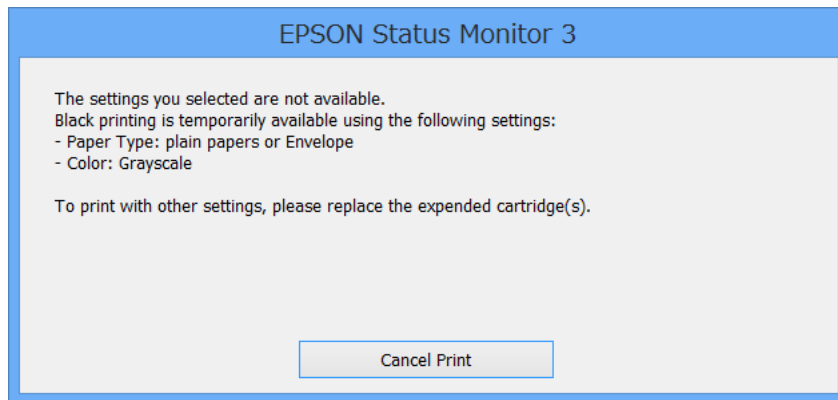 EPSON Status Monitor 3
The settings you selected are not available.
Black printing is temporarily available using the following settings:
- Paper Type: plain papers or Envelope
- Color: Grayscale
To print with other settings, please replace the expended cartridge(s).
Cancel Print